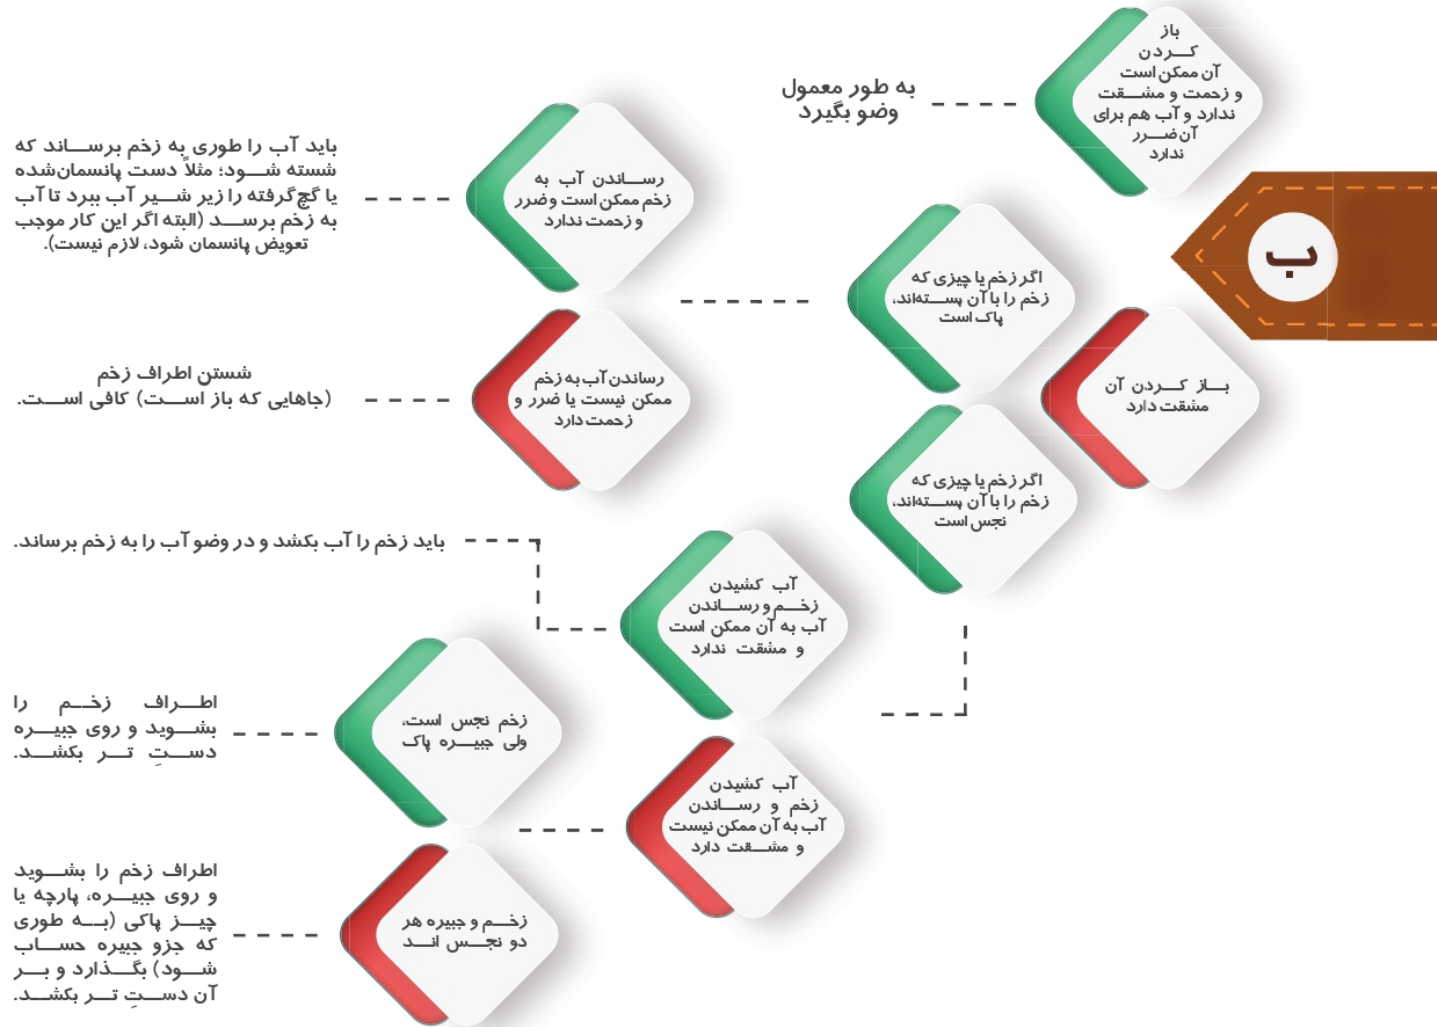 ب
باز
کردن
آن ممکن است
و زحمت و مشقت
ندارد و آب هم برای
آن ضرر
ندارد
به طور معمول
وضو بگیرد
باز کردن آن
مشقت دارد
اگر زخم یا چیزی که
زخم را با آن بسته‌اند،
پاک است
رساندن آب به
زخم ممکن است و ضرر
و زحمت ندارد
باید آب را طوری به زخم برساند که
شسته شود؛ مثلاً دست پانسمان‌شده
یا گچ گرفته را زیر شیر آب ببرد تا آب
به زخم برسد (البته اگر این کار موجب
تعویض پانسمان شود، لازم نیست).
رساندن آب به زخم
ممکن نیست یا ضرر و
زحمت دارد
شستن اطراف زخم
(جاهایی که باز است) کافی است.
اگر زخم یا چیزی که
زخم را با آن بسته‌اند،
نجس است
آب کشیدن
زخم و رساندن
آب به آن ممکن است
و مشقت ندارد
باید زخم را آب بکشد و در وضو آب را به زخم برساند.
آب کشیدن
زخم و رساندن
آب به آن ممکن نیست
و مشقت دارد
زخم نجس است،
ولی جبیره پاک
اطراف زخم را
بشوید و روی جبیره
دستِ تر بکشد.
زخم و جبیره هر
دو نجس اند
اطراف زخم را بشوید
و روی جبیره، پارچه یا
چیز پاکی (به طوری
که جزو جبیره حساب
شود) بگذارد و بر
آن دستِ تر بکشد.